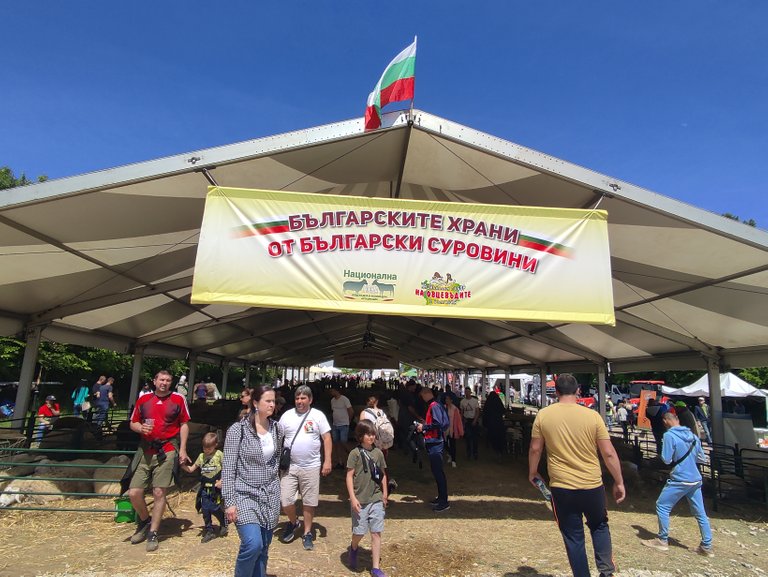 БЪЛГАРСКИТЕ ХРАНИ
ОТ БЪЛГАРСКИ СУРОВИНИ
Национална
НА ОВЦЕВЪДИТЕ